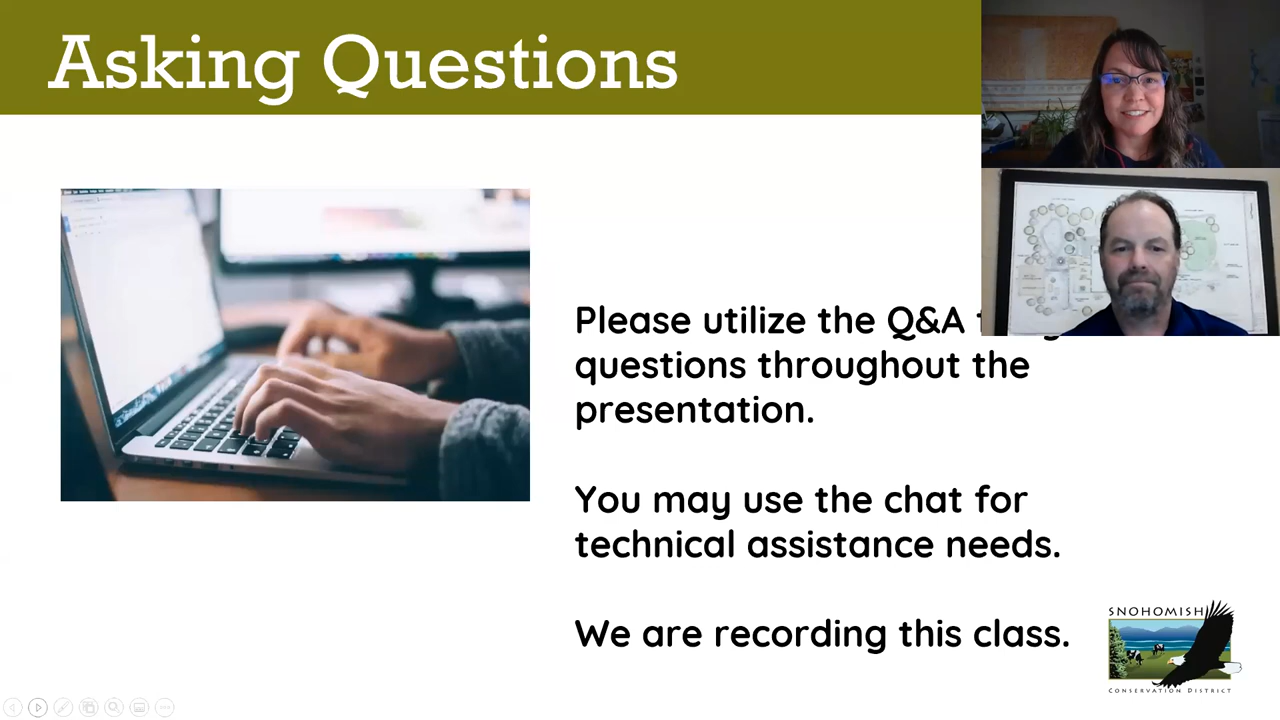 Asking Questions
Please utilize the Q&A
questions throughout the
presentation.
You may use the chat for
technical assistance needs.
We are recording this class.
SNOHOMISH
CONSERVATION DISTRICT